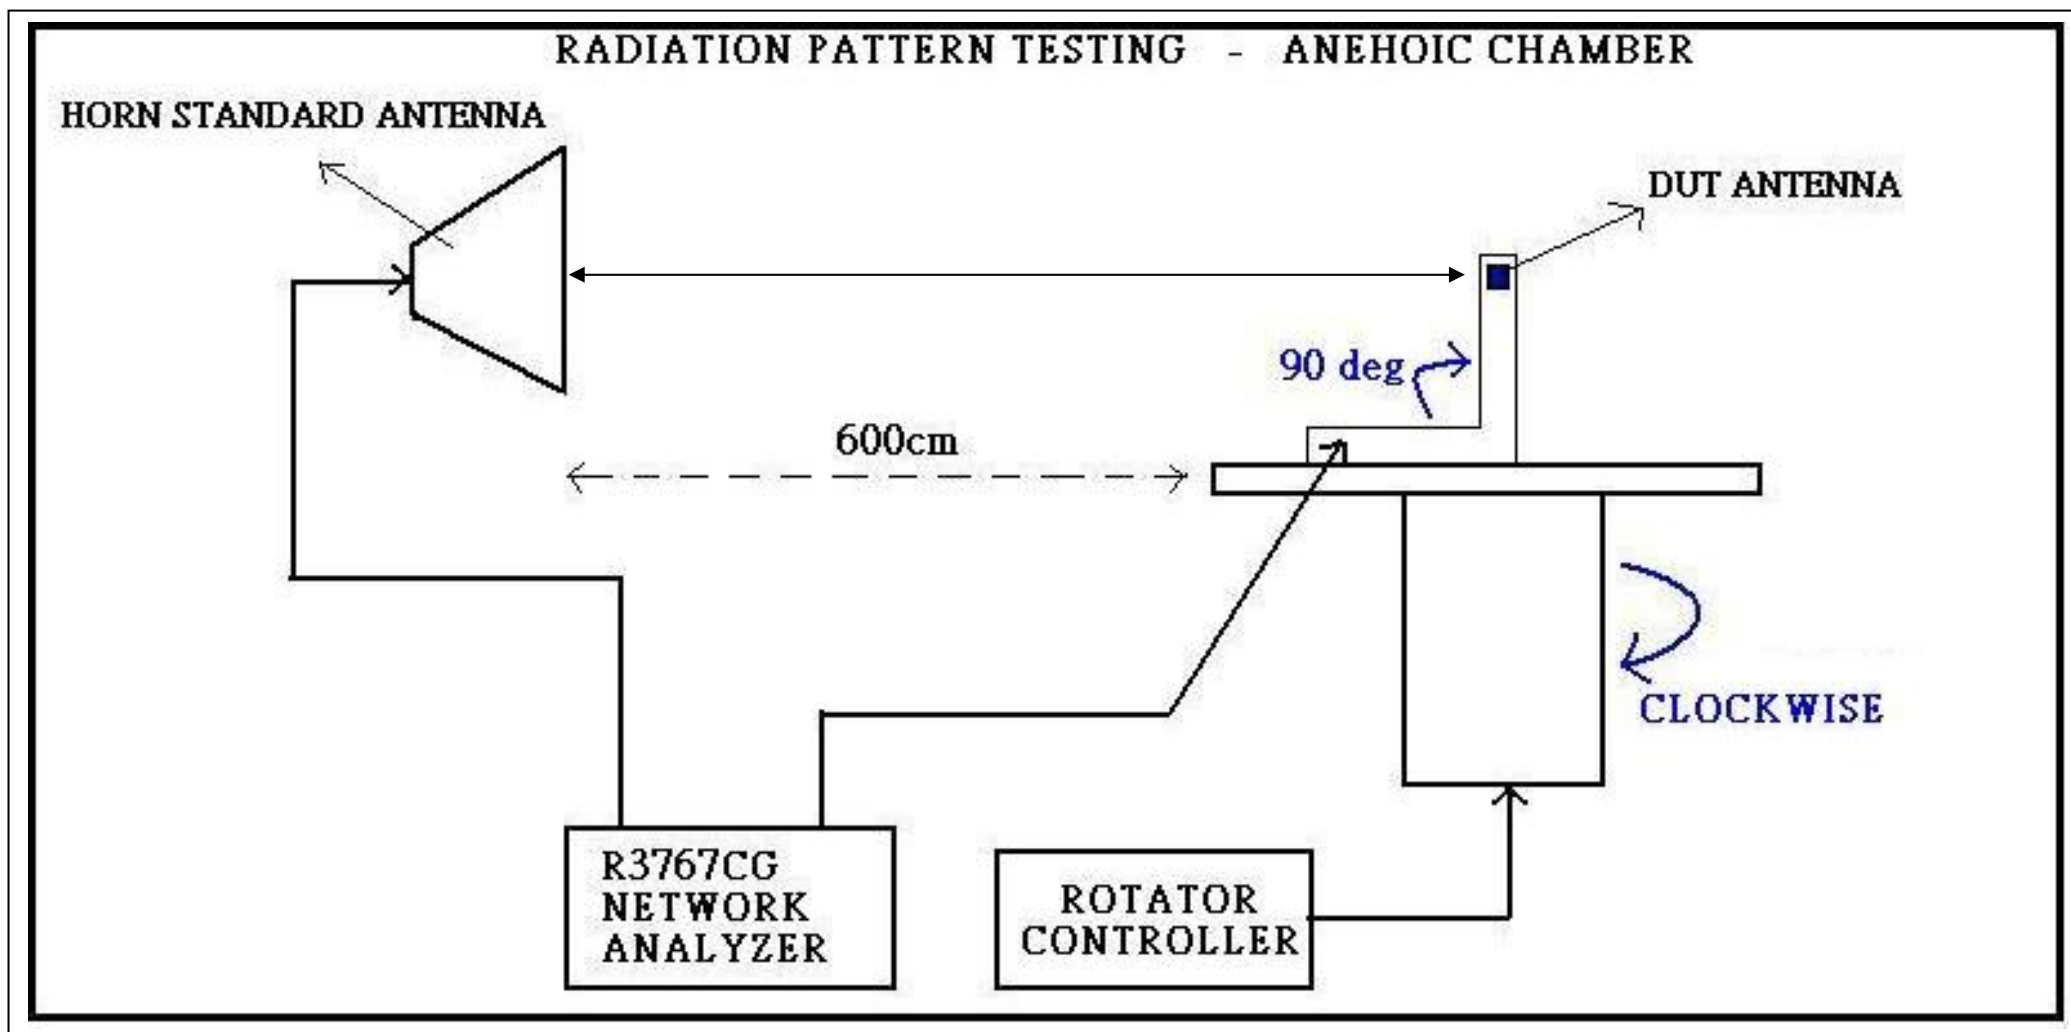 RADIATION PATTERN TESTING - ANEHOIC CHAMBER
HORN STANDARD ANTENNA
DUT ANTENNA
90 deg
600cm
CLOCKWISE
R3767CG
NETWORK
ANALYZER
ROTATOR
CONTROLLER